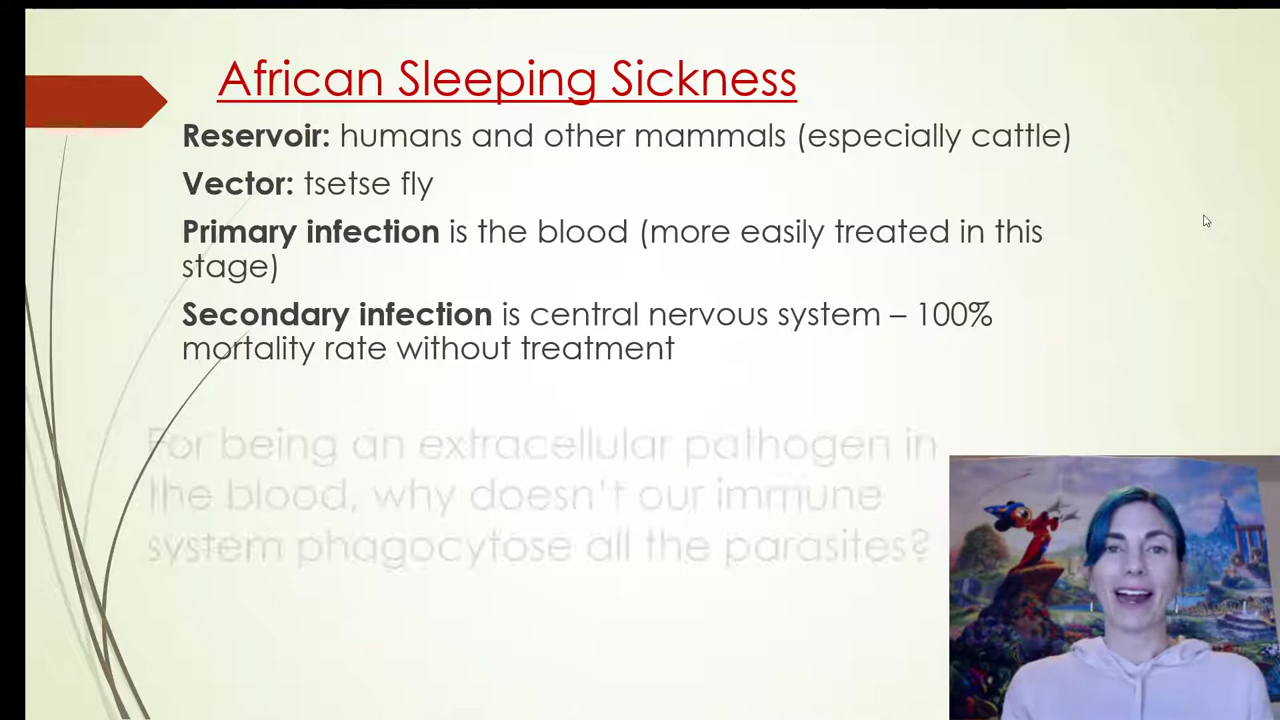 African Sleeping Sickness
Reservoir: humans and other mammals (especially cattle)
Vector: tsetse fly
Primary infection is the blood (more easily treated in this
stage)
Secondary infection is central nervous system – 100%
mortality rate without treatment
For being an extracellular pathogen in
the blood, why doesn't our immune
system phagocytose all the parasites?